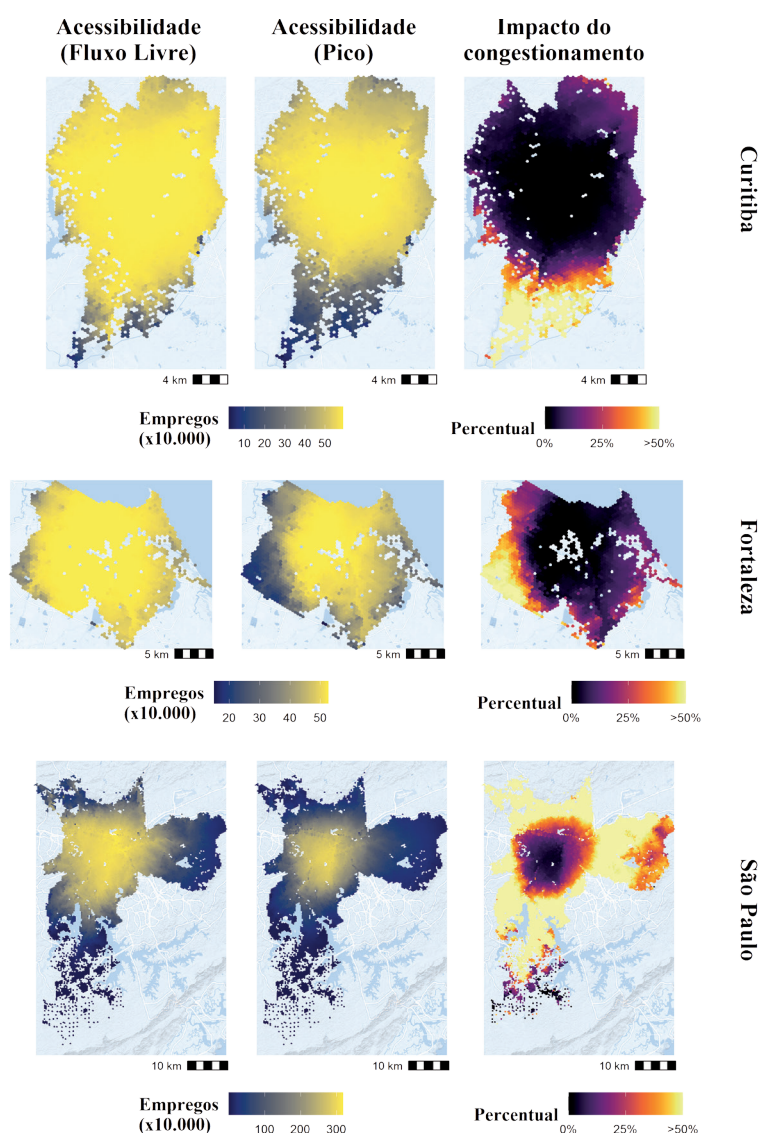 Acessibilidade
(Fluxo Livre)
Acessibilidade
(Pico)
Impacto do
congestionamento
Curitiba
4 km
4 km
4 km
Empregos
(x10.000)
10 20 30 40 50
Percentual
0% 25% >50%
Fortaleza
5 km
5 km
5 km
Empregos
(x10.000)
20 30 40 50
Percentual
0% 25% >50%
São Paulo
10 km
10 km
10 km
Empregos
(x10.000)
100 200 300
Percentual
0% 25% >50%